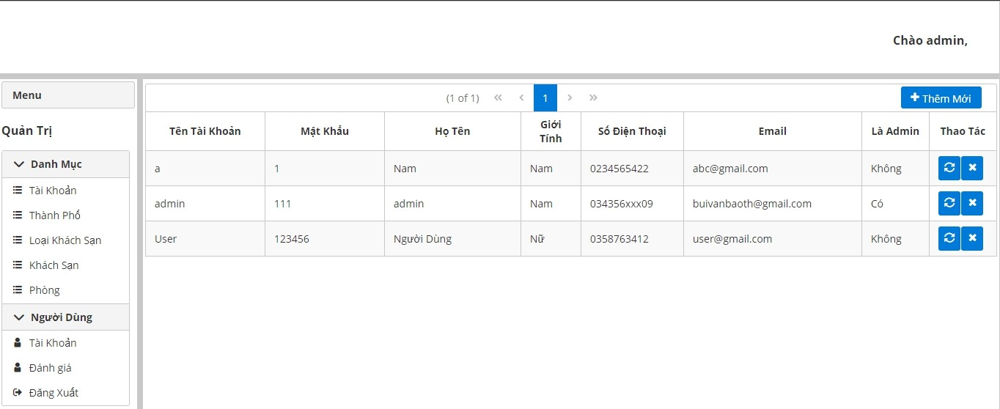 Chào admin,
Menu
Quản Trị
Danh Mục
Tài Khoản
Thành Phố
Loại Khách Sạn
Khách Sạn
Phòng
Người Dùng
Tài Khoản
Đánh giá
Đăng Xuất
(1 of 1) 1 Thêm Mới
Tên Tài Khoản Mật Khẩu Họ Tên Giới Tính Số Điện Thoại Email Là Admin Thao Tác
a 1 Nam Nam 0234565422 abc@gmail.com Không
admin 111 admin Nam 034356xxx09 buivanbaoth@gmail.com Có
User 123456 Người Dùng Nữ 0358763412 user@gmail.com Không